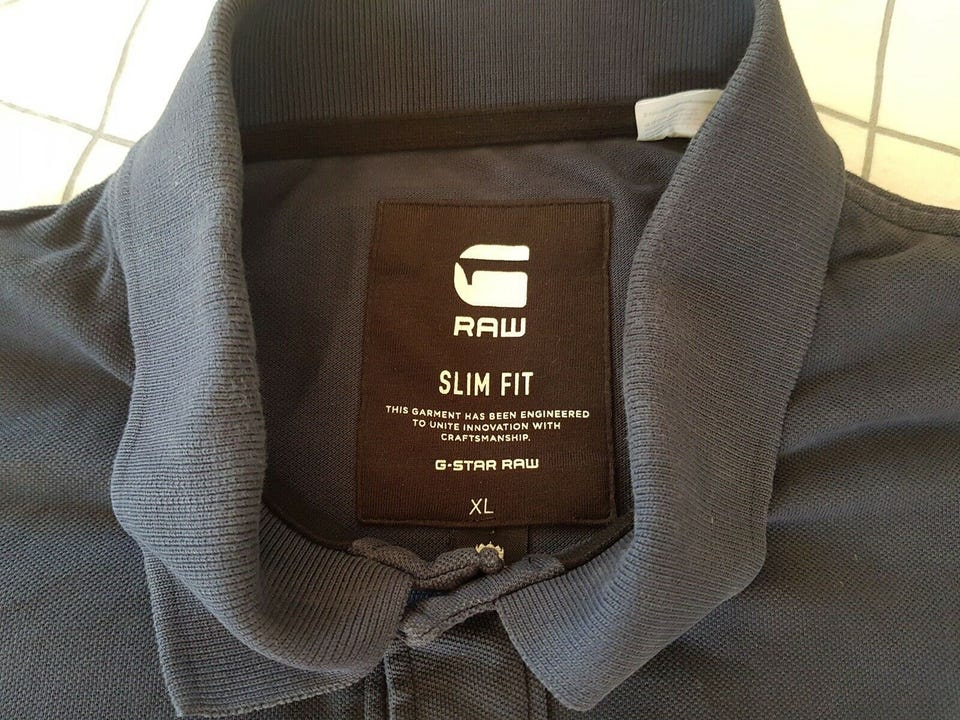 RAW
SLIM FIT
THIS GARMENT HAS BEEN ENGINEERED
TO UNITE INNOVATION WITH
CRAFTSMANSHIP.
G-STAR RAW
XL